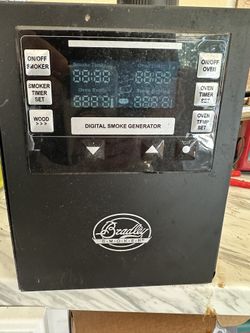 ON/OFF
SMOKER
ON/OFF
OVEN
SMOKER
TIMER
SET
OVEN
TIMER
SET
WOOD
>>>
DIGITAL SMOKE GENERATOR
OVEN
TEMP
SET
Bradley
SMOKER